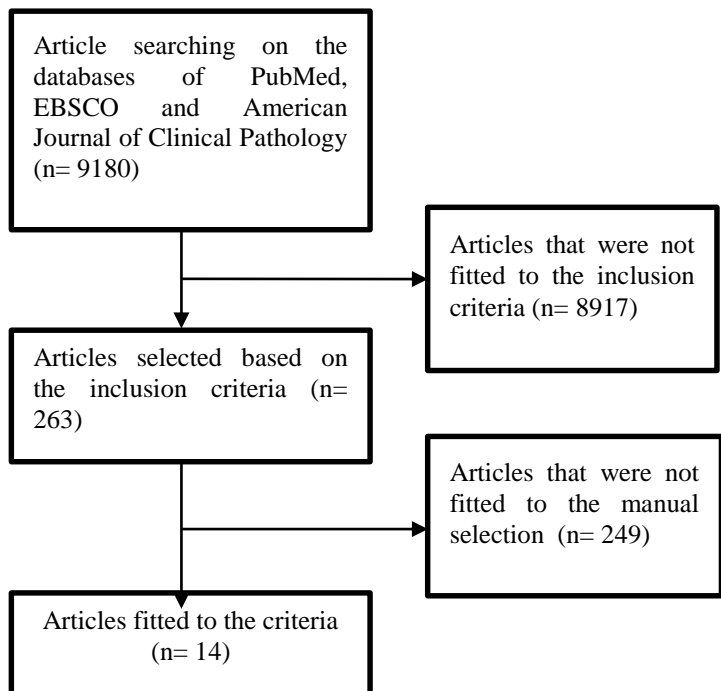 Article searching on the
databases of PubMed,
EBSCO and American
Journal of Clinical Pathology
(n= 9180)
Articles that were not
fitted to the inclusion
criteria (n= 8917)
Articles selected based on
the inclusion criteria (n=
263)
Articles that were not
fitted to the manual
selection (n= 249)
Articles fitted to the criteria
(n= 14)